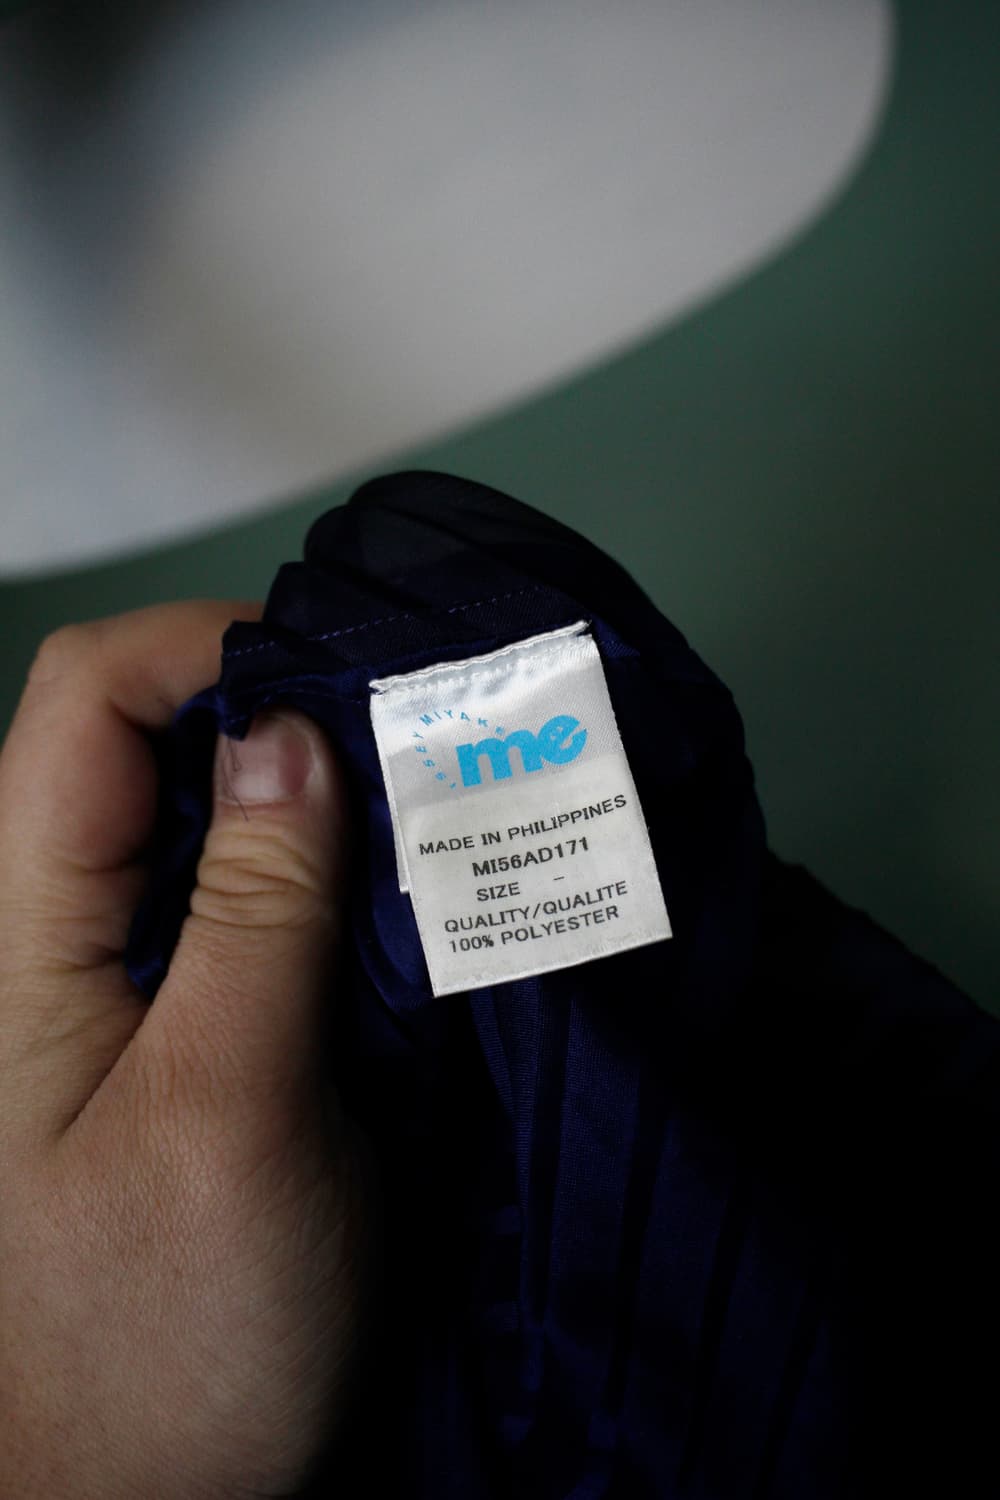 ISSEY MIYAKE
me
MADE IN PHILIPPINES
MI56AD171
SIZE –
QUALITY/QUALITE
100% POLYESTER